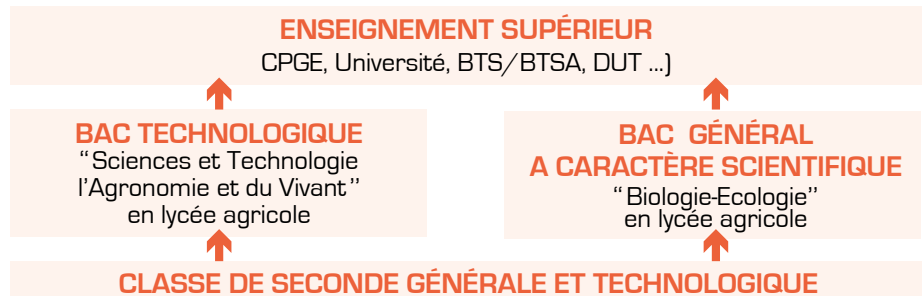 ENSEIGNEMENT SUPÉRIEUR
CPGE, Université, BTS/BTSA, DUT ...)
BAC TECHNOLOGIQUE
“Sciences et Technologie
l’Agronomie et du Vivant”
en lycée agricole
BAC GÉNÉRAL
A CARACTÈRE SCIENTIFIQUE
“Biologie-Ecologie”
en lycée agricole
CLASSE DE SECONDE GÉNÉRALE ET TECHNOLOGIQUE